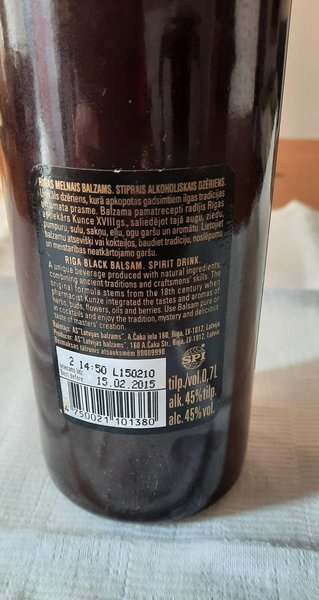 RĪGAS MELNAIS BALZAMS. STIPRAIS ALKOHOLISKAIS DZĒRIENS.
dzēriens, kurā apkopotas gadsimtiem ilgas tradīcijas
amata prasme. Balzama pamatrecepti radījis Rīgas
aptiekārs Kunce XVIII gs., saliedējot tajā augu, ziedu,
pumpuru, sulu, sakņu, eļļu, ogu garšu un aromātu. Lietojiet
balzamu atsevišķi vai kokteiļos, baudiet tradīciju, noslēpumu
un meistarības neatkārtojamo garšu.
RIGA BLACK BALSAM. SPIRIT DRINK.
A unique beverage produced with natural ingredients,
combining ancient traditions and craftsmens' skills. The
original formula stems from the 18th century when
pharmacist Kunze integrated the tastes and aromas of
herbs, buds, flowers, oils and berries. Use Balsam pure or
in cocktails and enjoy the tradition, mystery and delicious
taste of masters' creation.
Ražotājs: AS"Latvijas balzams", A.Čaka iela 160, Rīga, LV-1012, Latvija.
Producer: AS"Latvijas balzams", 160 A.Čaka Str., Riga, LV-1012, Latvia.
Bezmaksas tālrunis atsauksmēm 80009990.
2 14:50 L150210
15.02.2015
Best before
4 750021 101380
SPI
tilp./vol.0,7L
alk. 45% tilp.
alc. 45% vol.